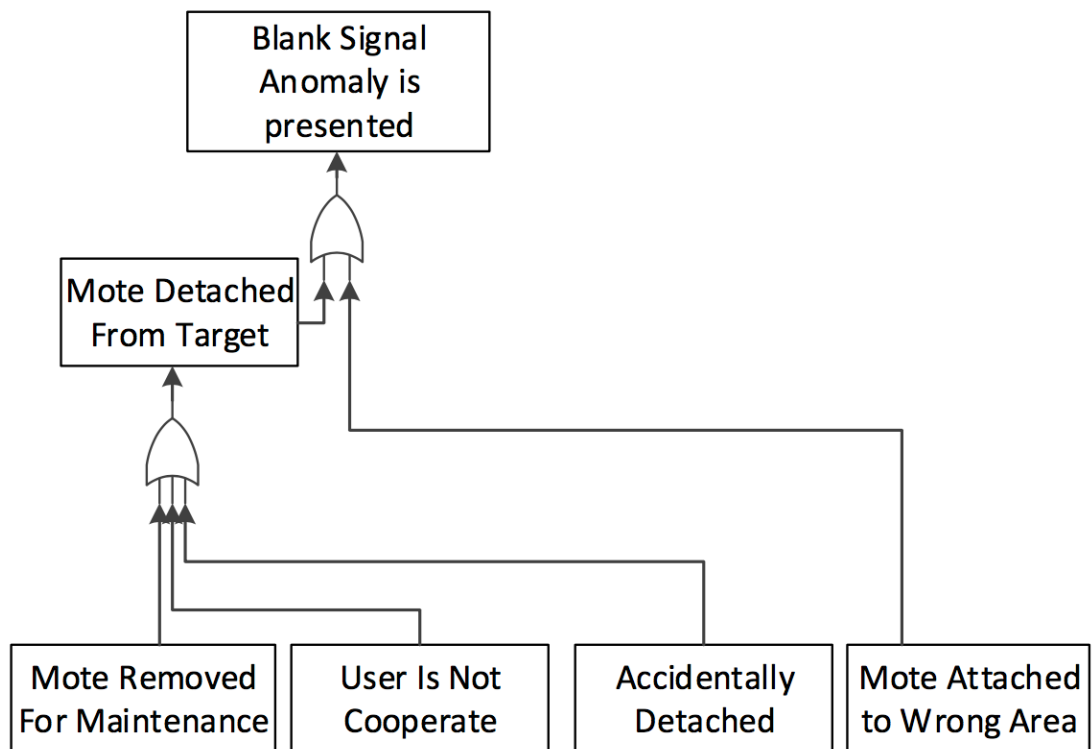 Blank Signal
Anomaly is
presented
Mote Detached
From Target
Mote Removed
For Maintenance
User Is Not
Cooperate
Accidentally
Detached
Mote Attached
to Wrong Area